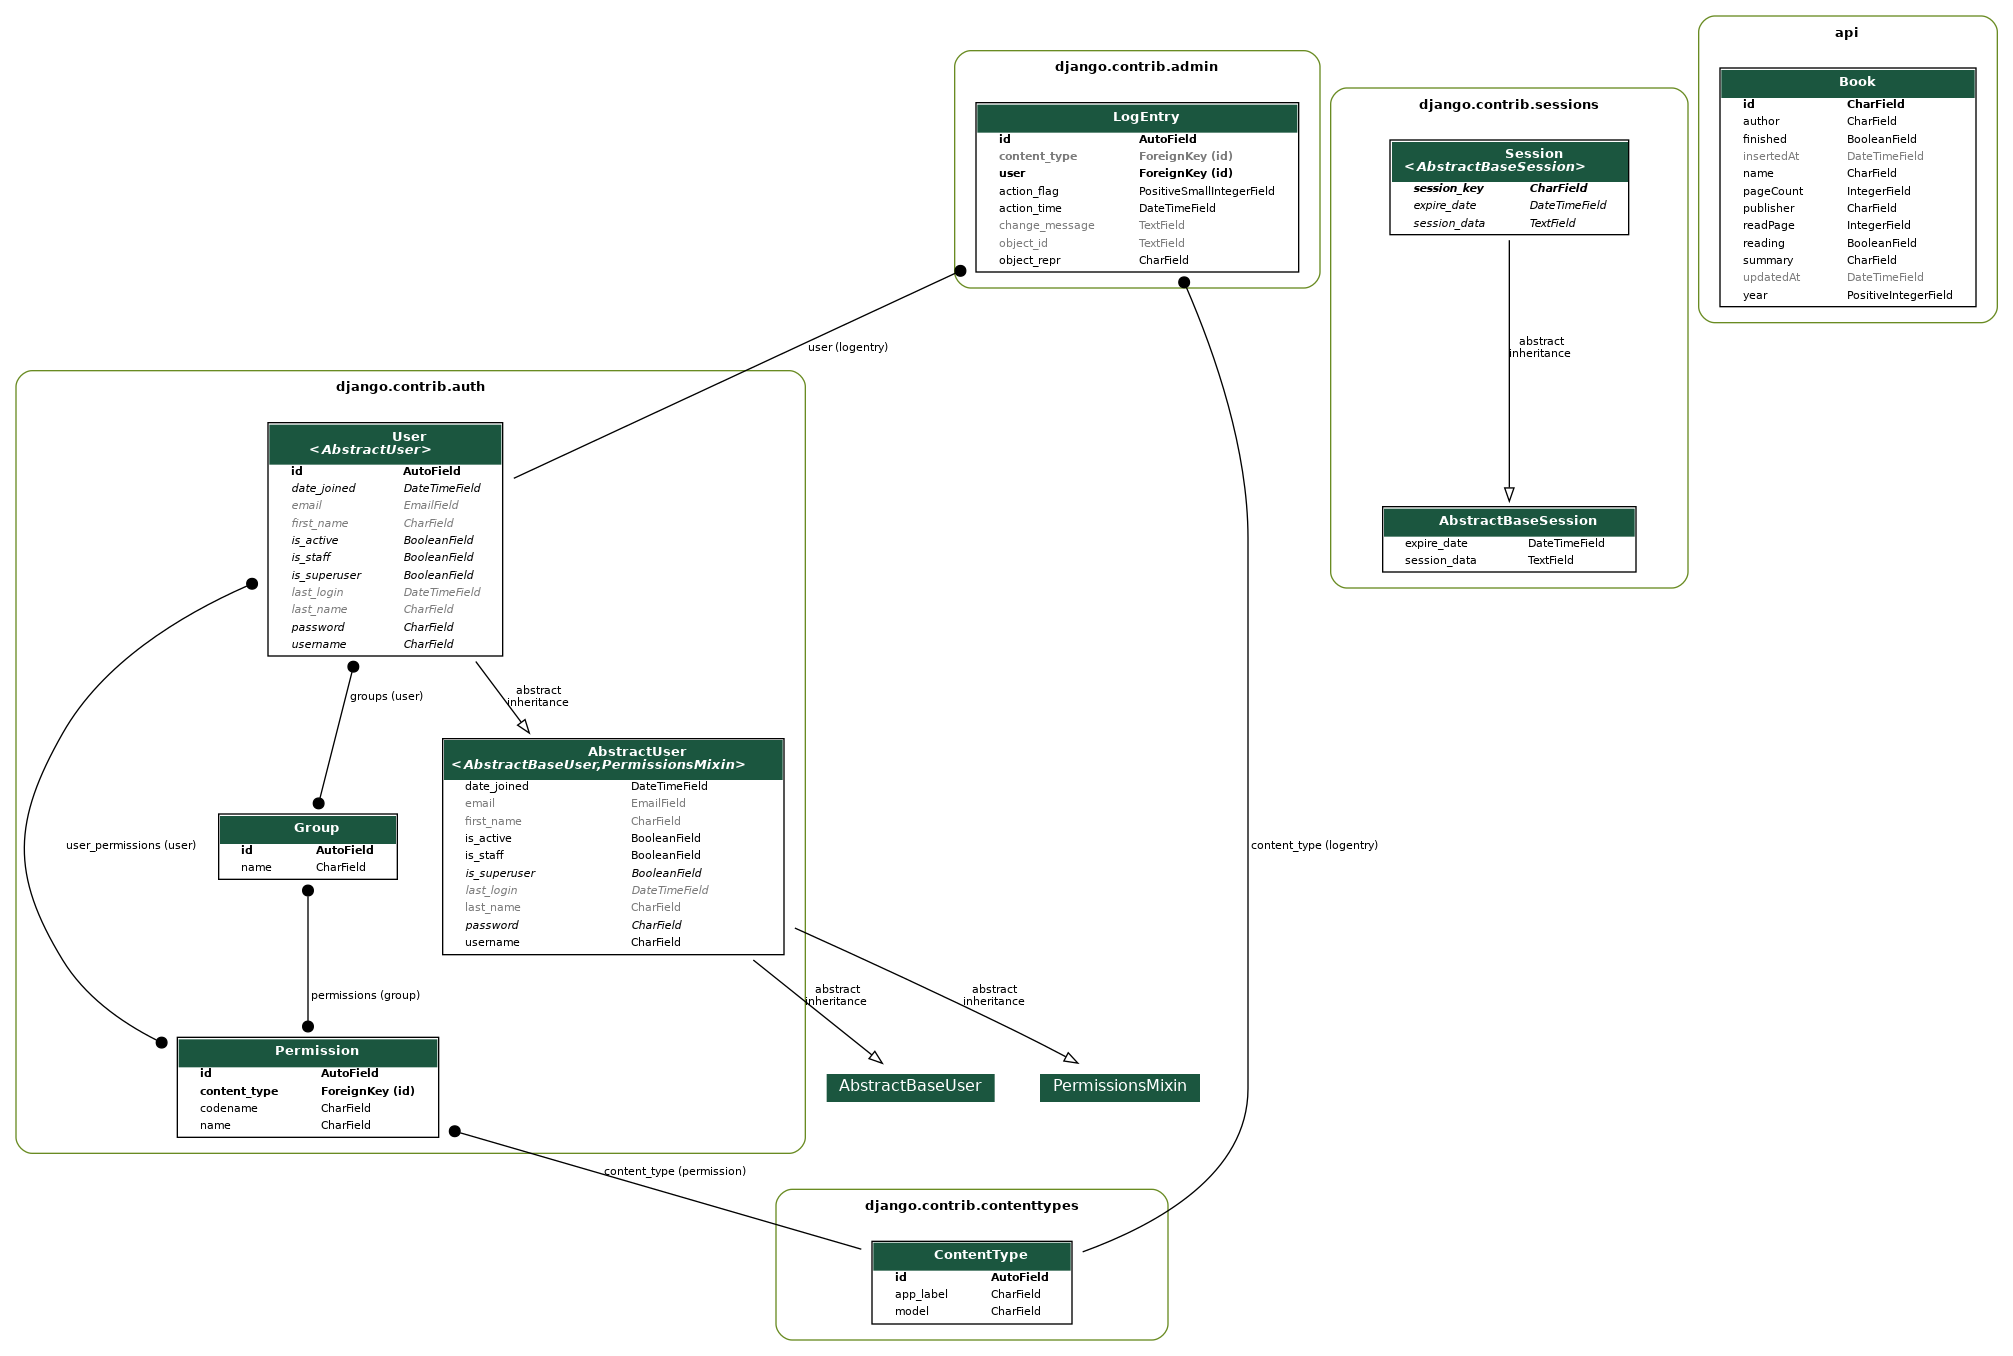 api
Book
id CharField
author CharField
finished BooleanField
insertedAt DateTimeField
name CharField
pageCount IntegerField
publisher CharField
readPage IntegerField
reading BooleanField
summary CharField
updatedAt DateTimeField
year PositiveIntegerField
django.contrib.admin
LogEntry
id AutoField
content_type ForeignKey (id)
user ForeignKey (id)
action_flag PositiveSmallIntegerField
action_time DateTimeField
change_message TextField
object_id TextField
object_repr CharField
django.contrib.sessions
Session
<AbstractBaseSession>
session_key CharField
expire_date DateTimeField
session_data TextField
abstract
inheritance
AbstractBaseSession
expire_date DateTimeField
session_data TextField
user (logentry)
django.contrib.auth
User
<AbstractUser>
id AutoField
date_joined DateTimeField
email EmailField
first_name CharField
is_active BooleanField
is_staff BooleanField
is_superuser BooleanField
last_login DateTimeField
last_name CharField
password CharField
username CharField
groups (user)
abstract
inheritance
AbstractUser
<AbstractBaseUser,PermissionsMixin>
date_joined DateTimeField
email EmailField
first_name CharField
is_active BooleanField
is_staff BooleanField
is_superuser BooleanField
last_login DateTimeField
last_name CharField
password CharField
username CharField
Group
id AutoField
name CharField
user_permissions (user)
content_type (logentry)
permissions (group)
abstract
inheritance
abstract
inheritance
Permission
id AutoField
content_type ForeignKey (id)
codename CharField
name CharField
AbstractBaseUser
PermissionsMixin
content_type (permission)
django.contrib.contenttypes
ContentType
id AutoField
app_label CharField
model CharField